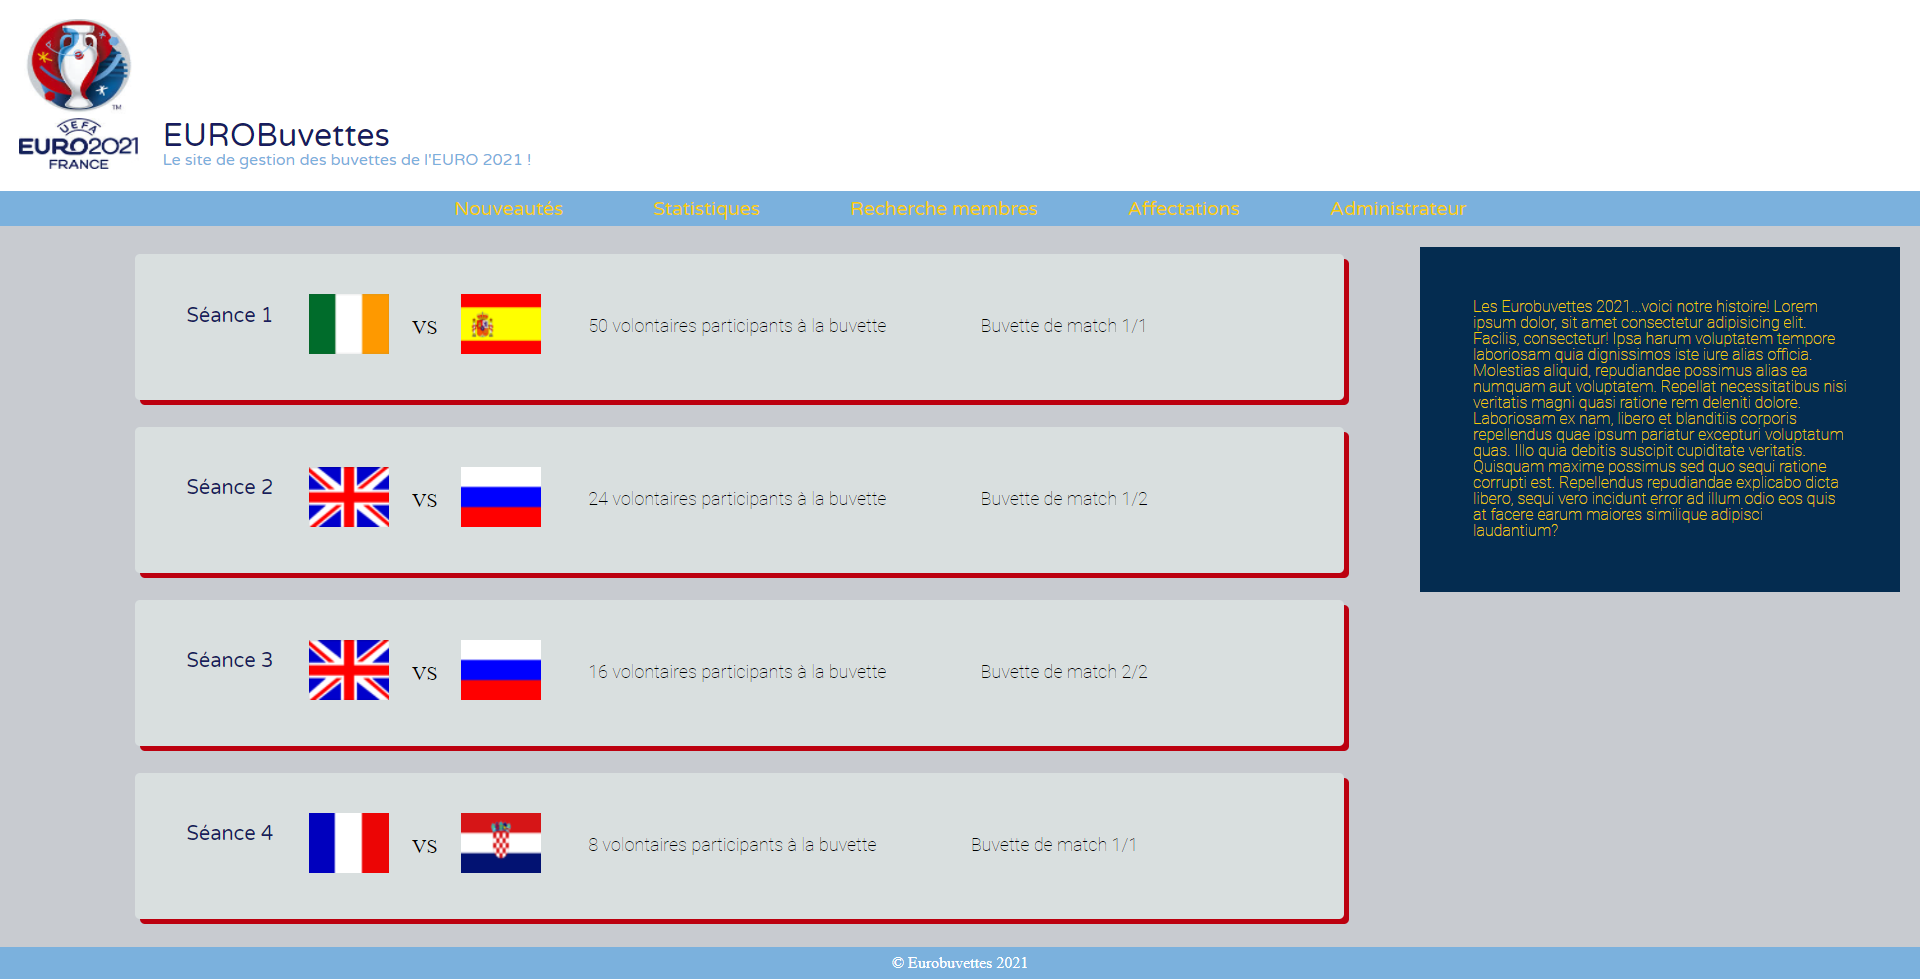 TM
UEFA
EURO2021
FRANCE
EUROBuvettes
Le site de gestion des buvettes de l'EURO 2021 !
Nouveautés Statistiques Recherche membres Affectations Administrateur
Séance 1 vs 50 volontaires participants à la buvette Buvette de match 1/1
Séance 2 vs 24 volontaires participants à la buvette Buvette de match 1/2
Séance 3 vs 16 volontaires participants à la buvette Buvette de match 2/2
Séance 4 vs 8 volontaires participants à la buvette Buvette de match 1/1
Les Eurobuvettes 2021...voici notre histoire! Lorem
ipsum dolor, sit amet consectetur adipisicing elit.
Facilis, consectetur! Ipsa harum voluptatem tempore
laboriosam quia dignissimos iste iure alias officia.
Molestias aliquid, repudiandae possimus alias ea
numquam aut voluptatem. Repellat necessitatibus nisi
veritatis magni quasi ratione rem deleniti dolore.
Laboriosam ex nam, libero et blanditiis corporis
repellendus quae ipsum pariatur excepturi voluptatum
quas. Illo quia debitis suscipit cupiditate veritatis.
Quisquam maxime possimus sed quo sequi ratione
corrupti est. Repellendus repudiandae explicabo dicta
libero, sequi vero incidunt error ad illum odio eos quis
at facere earum maiores similique adipisci
laudantium?
© Eurobuvettes 2021